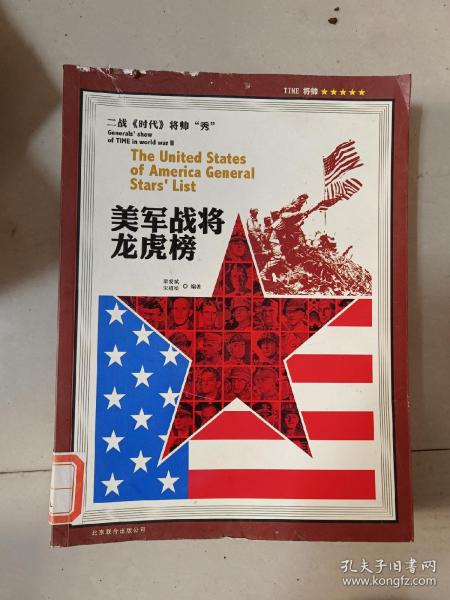 TIME 将帅 ★★★★★
二战《时代》将帅“秀”
Generals' show
of TIME in world war II
The United States
of America General
Stars' List
美军战将
龙虎榜
编著
北京联合出版公司
孔夫子旧书网
www.kongfz.com